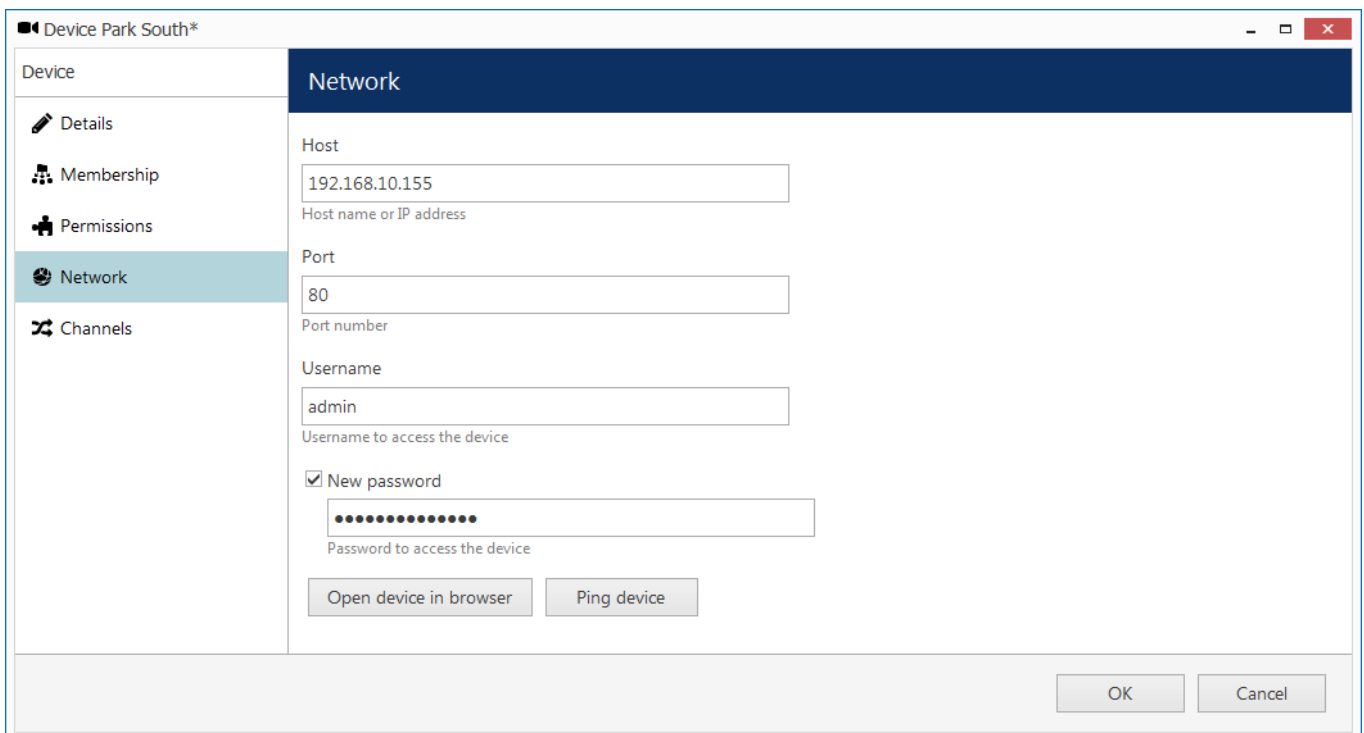 Device Park South*
Device
Details
Membership
Permissions
Network
Channels
Network
Host
192.168.10.155
Host name or IP address
Port
80
Port number
Username
admin
Username to access the device
New password
••••••••••••••
Password to access the device
Open device in browser Ping device
OK Cancel